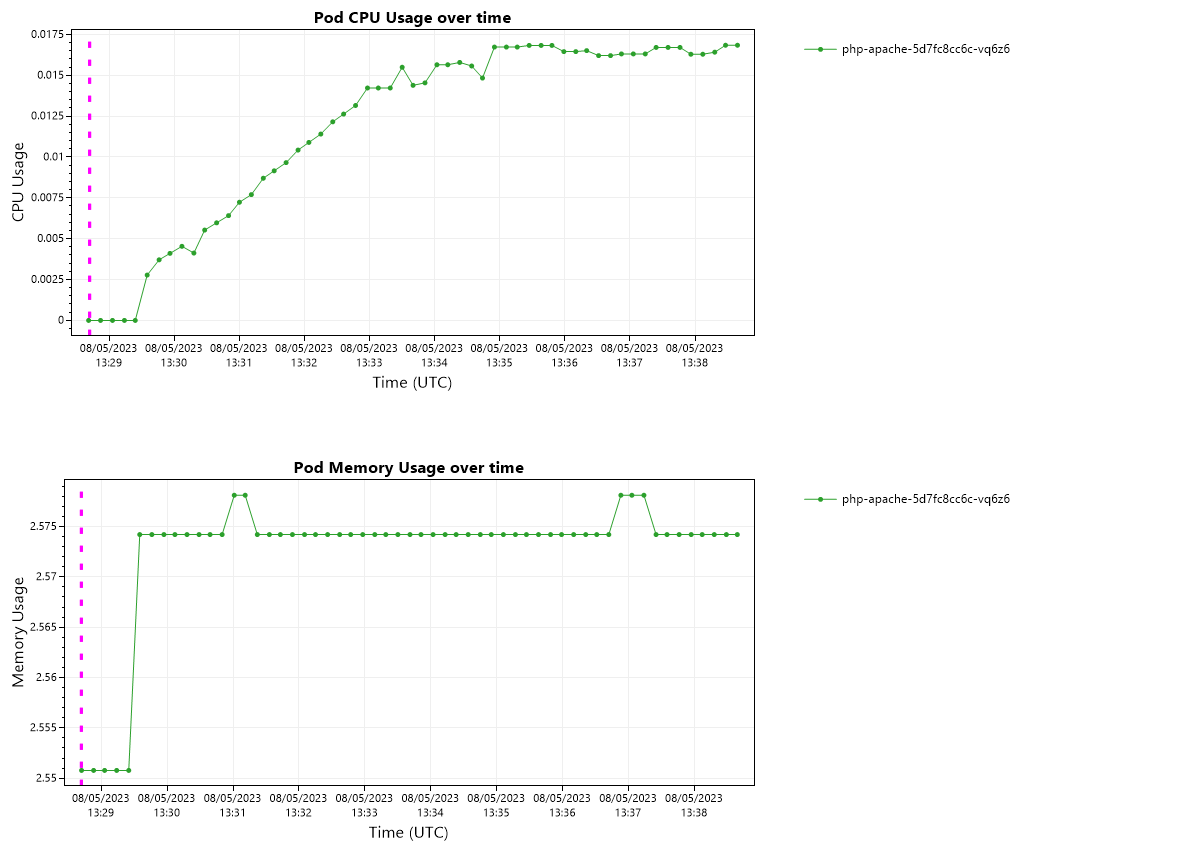 Pod CPU Usage over time
0.0175
0.015
0.0125
0.01
0.0075
0.005
0.0025
0
CPU Usage
08/05/2023 08/05/2023 08/05/2023 08/05/2023 08/05/2023 08/05/2023 08/05/2023 08/05/2023 08/05/2023 08/05/2023
13:29 13:30 13:31 13:32 13:33 13:34 13:35 13:36 13:37 13:38
Time (UTC)
php-apache-5d7fc8cc6c-vq6z6
Pod Memory Usage over time
2.575
2.57
2.565
2.56
2.555
2.55
Memory Usage
08/05/2023 08/05/2023 08/05/2023 08/05/2023 08/05/2023 08/05/2023 08/05/2023 08/05/2023 08/05/2023 08/05/2023
13:29 13:30 13:31 13:32 13:33 13:34 13:35 13:36 13:37 13:38
Time (UTC)
php-apache-5d7fc8cc6c-vq6z6